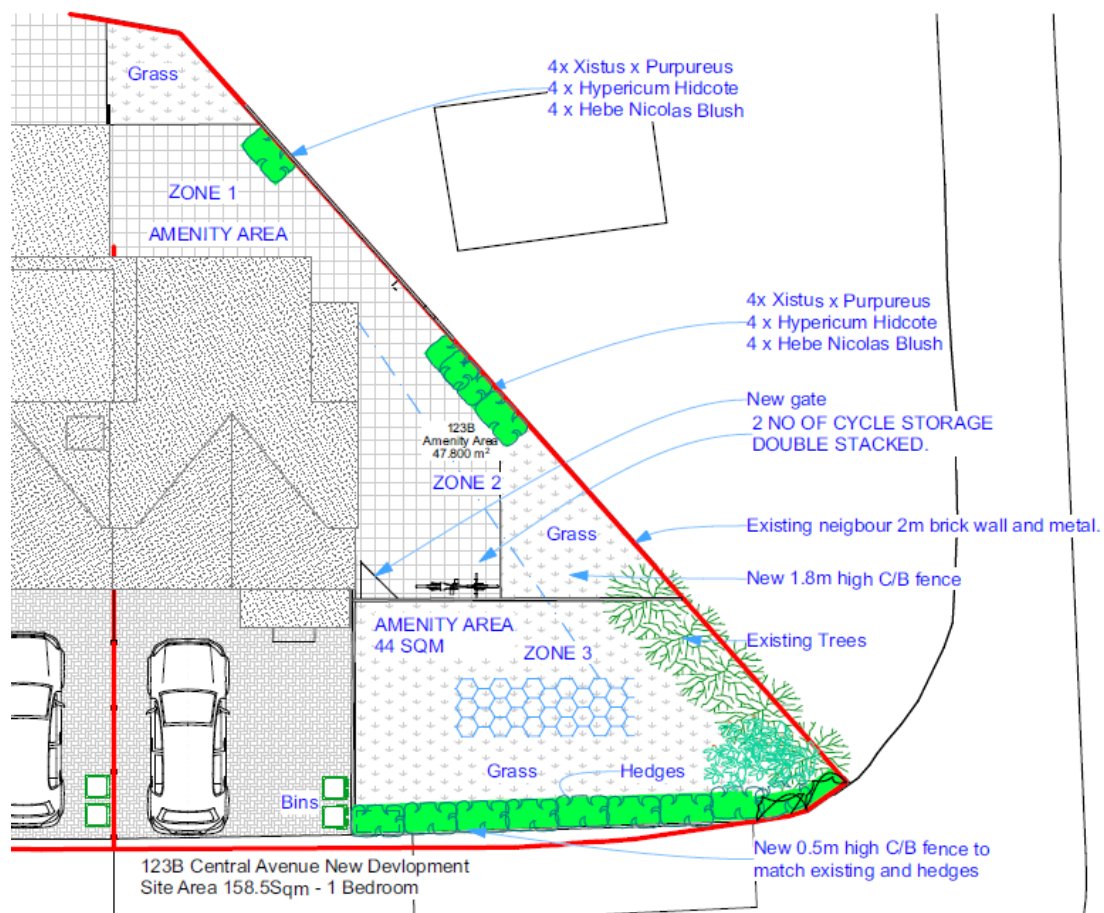 Grass
4x Xistus x Purpureus
4 x Hypericum Hidcote
4 x Hebe Nicolas Blush
ZONE 1
AMENITY AREA
4x Xistus x Purpureus
4 x Hypericum Hidcote
4 x Hebe Nicolas Blush
New gate
2 NO OF CYCLE STORAGE
DOUBLE STACKED.
123B
Amenity Area
47.800 m²
ZONE 2
Grass
Existing neigbour 2m brick wall and metal.
New 1.8m high C/B fence
AMENITY AREA
44 SQM
ZONE 3
Existing Trees
Grass
Hedges
Bins
New 0.5m high C/B fence to
match existing and hedges
123B Central Avenue New Devlopment
Site Area 158.5Sqm - 1 Bedroom